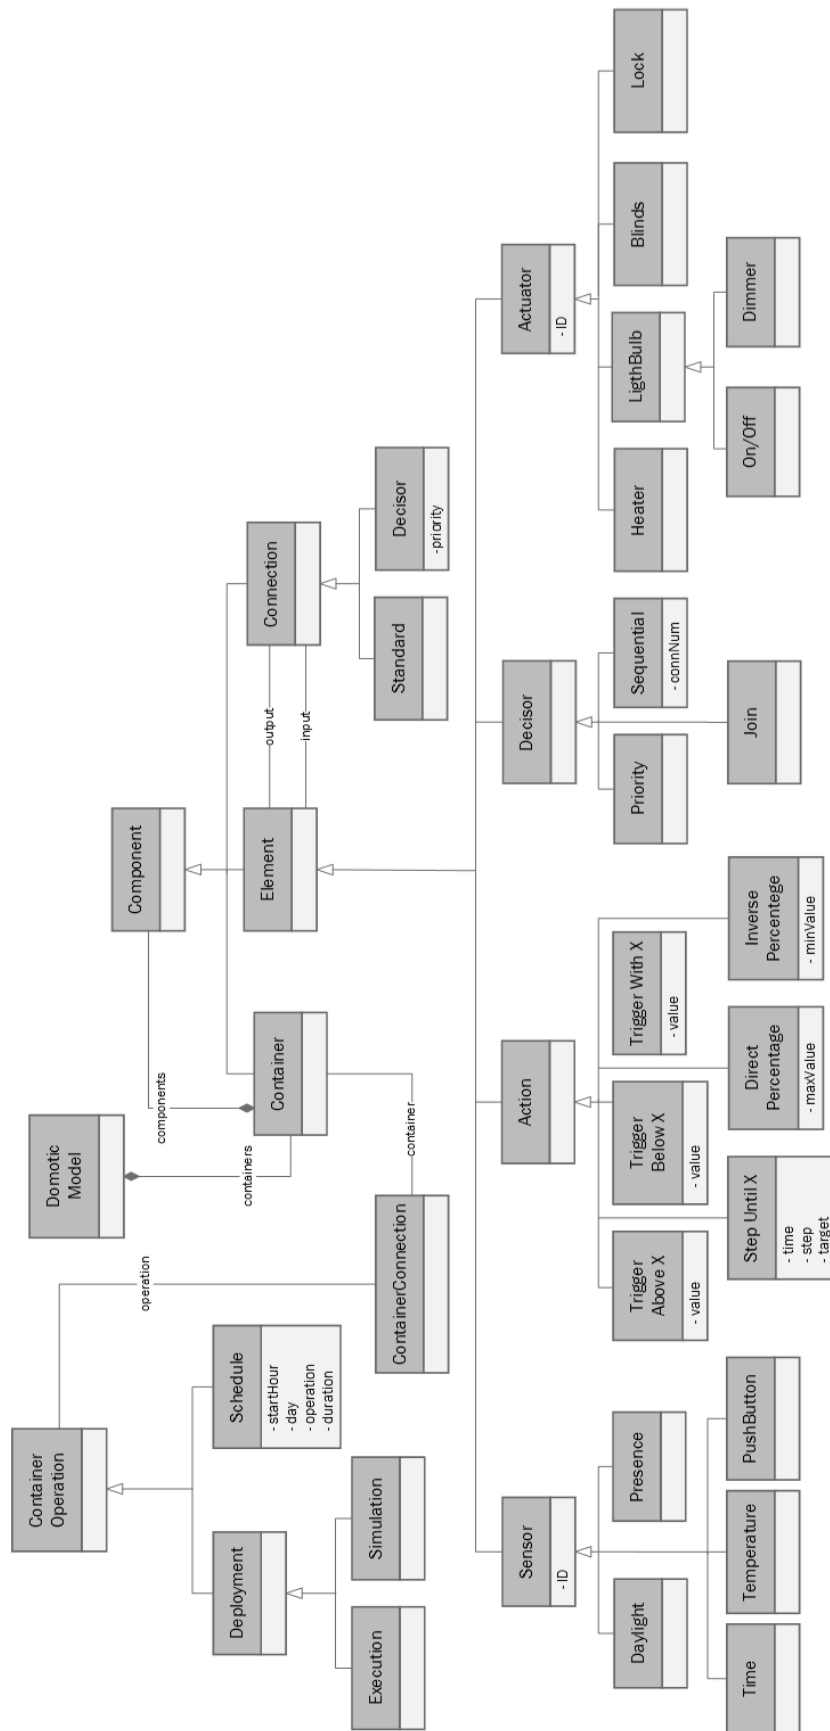 Container
Operation
Domotic
Model
operation
containers
components
Component
Deployment
Schedule
- startHour
- day
- operation
- duration
Container
Element
output
input
Connection
Execution
Simulation
ContainerConnection
container
Standard
Decisor
-priority
Sensor
- ID
Action
Decisor
Actuator
- ID
Daylight
Presence
Trigger
Above X
- value
Trigger
Below X
- value
Trigger With X
- value
Priority
Sequential
- connNum
Heater
LigthBulb
Blinds
Lock
Time
Temperature
PushButton
Step Until X
- time
- step
- target
Direct
Percentage
- maxValue
Inverse
Percentege
- minValue
Join
On/Off
Dimmer